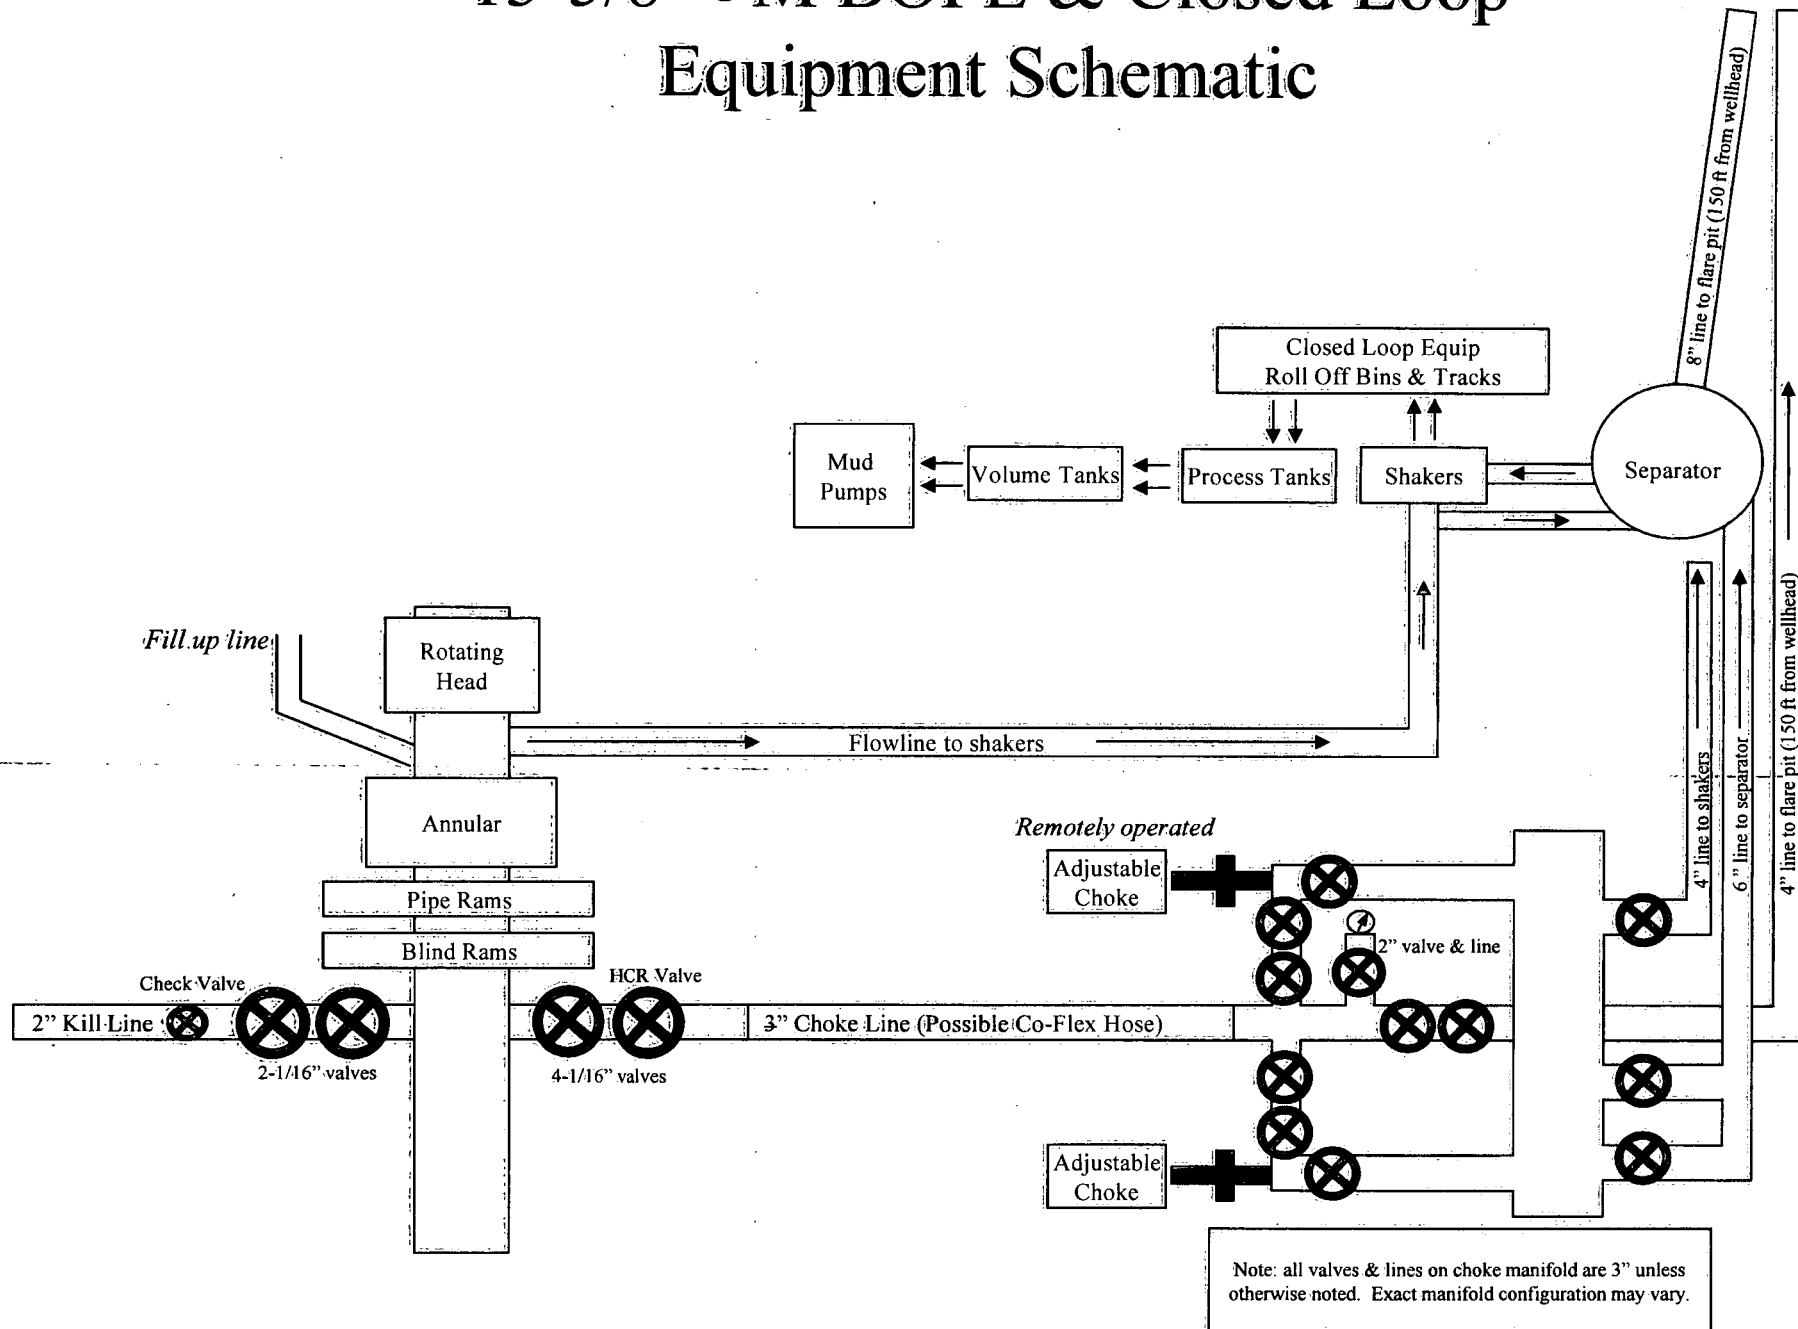 & Closed Loop
Equipment Schematic
8” line to flare pit (150 ft from wellhead)
Closed Loop Equip
Roll Off Bins & Tracks
Mud
Pumps
Volume Tanks
Process Tanks
Shakers
Separator
Fill up line
Rotating
Head
Flowline to shakers
4” line to shakers
6” line to separator
4” line to flare pit (150 ft from wellhead)
Annular
Remotely operated
Adjustable
Choke
Pipe Rams
Blind Rams
2” valve & line
Check Valve
HCR Valve
2” Kill Line
3” Choke Line (Possible Co-Flex Hose)
2-1/16” valves
4-1/16” valves
Adjustable
Choke
Note: all valves & lines on choke manifold are 3” unless
otherwise noted. Exact manifold configuration may vary.